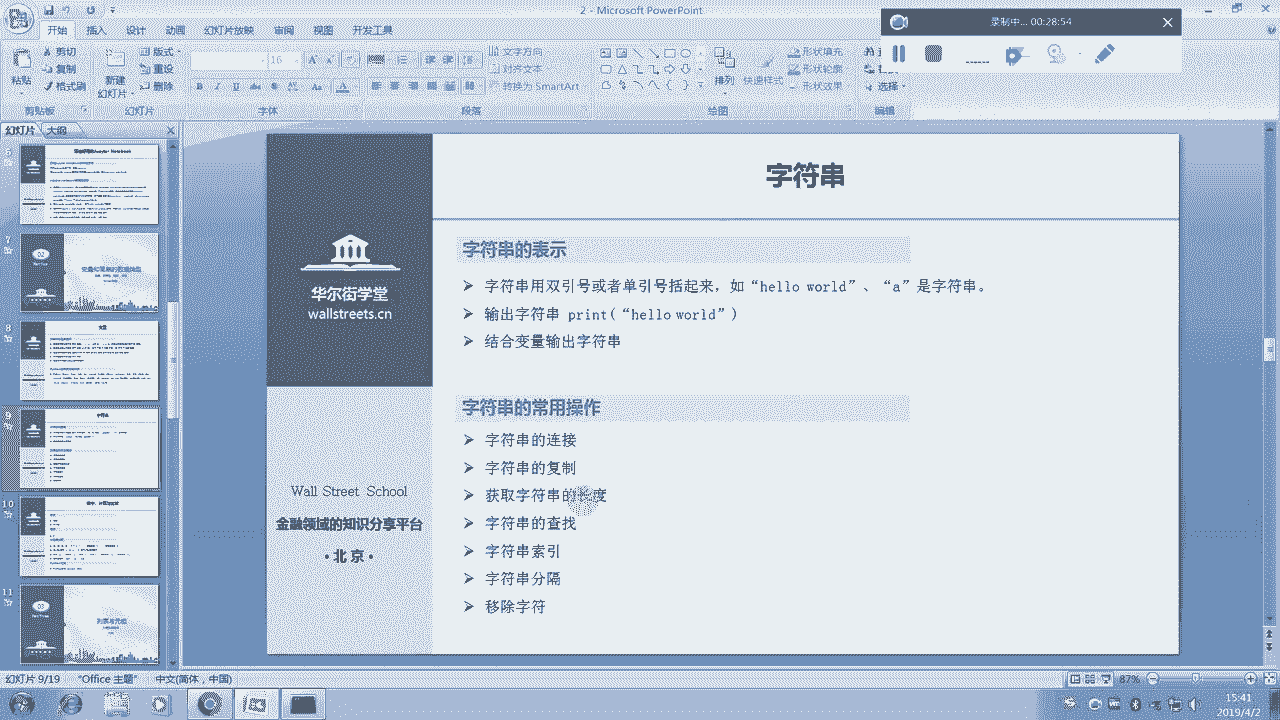 2 - Microsoft PowerPoint
录制中... 00:28:54
开始 插入 设计 动画 幻灯片放映 审阅 视图 开发工具
剪切
复制
格式刷
粘贴
剪贴板
新建
幻灯片
版式
重设
删除
幻灯片
16
字体
文字方向
对齐文本
转换为 SmartArt
段落
排列
快速样式
形状填充
形状轮廓
形状效果
绘图
选择
编辑
幻灯片 大纲
7
8
9
10
11
华尔街学堂
wallstreets.cn
Wall Street School
金融领域的知识分享平台
·北京·
字符串
字符串的表示
➢ 字符串用双引号或者单引号括起来，如“hello world”、“a”是字符串。
➢ 输出字符串 print(“hello world”)
➢ 结合变量输出字符串
字符串的常用操作
➢ 字符串的连接
➢ 字符串的复制
➢ 获取字符串的长度
➢ 字符串的查找
➢ 字符串索引
➢ 字符串分隔
➢ 移除字符
幻灯片 9/19 "Office 主题" 中文(简体，中国)
87%
15:41
2019/4/2